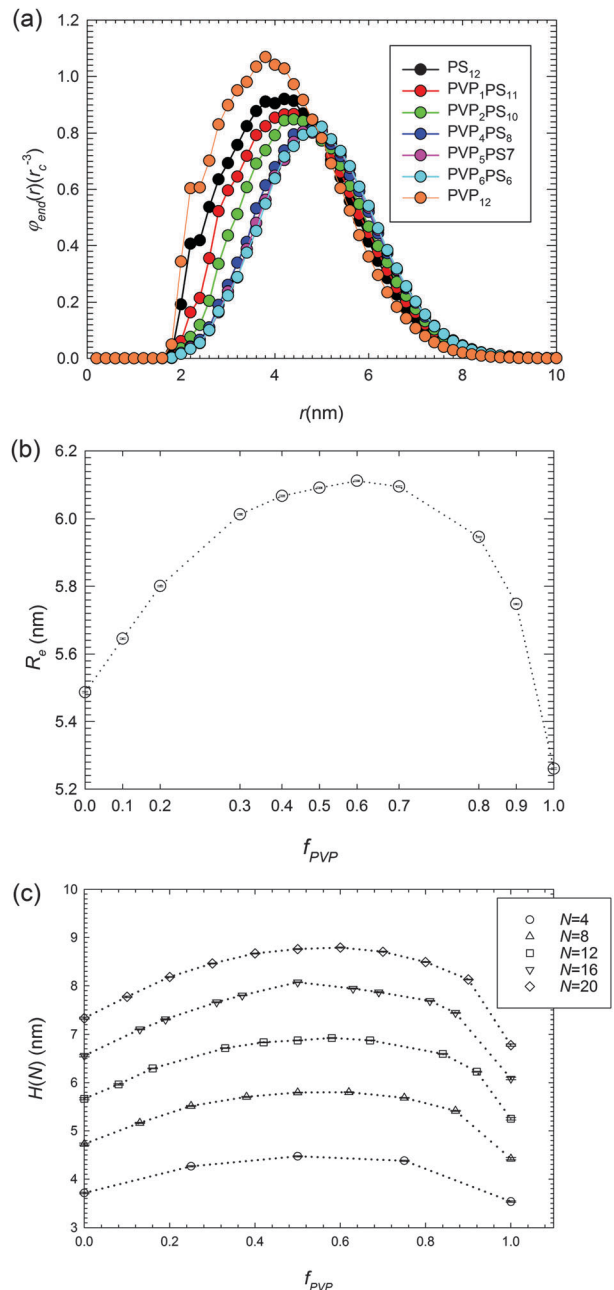 (a)
φend(r)(rc-3)
1.2
1.0
0.8
0.6
0.4
0.2
0.0
PS12
PVP1PS11
PVP2PS10
PVP4PS8
PVP5PS7
PVP6PS6
PVP12
0 2 4 6 8 10
r(nm)
(b)
Re (nm)
6.2
6.0
5.8
5.6
5.4
5.2
0.0 0.1 0.2 0.3 0.4 0.5 0.6 0.7 0.8 0.9 1.0
fPVP
(c)
H(N) (nm)
10
9
8
7
6
5
4
3
N=4
N=8
N=12
N=16
N=20
0.0 0.2 0.4 0.6 0.8 1.0
fPVP